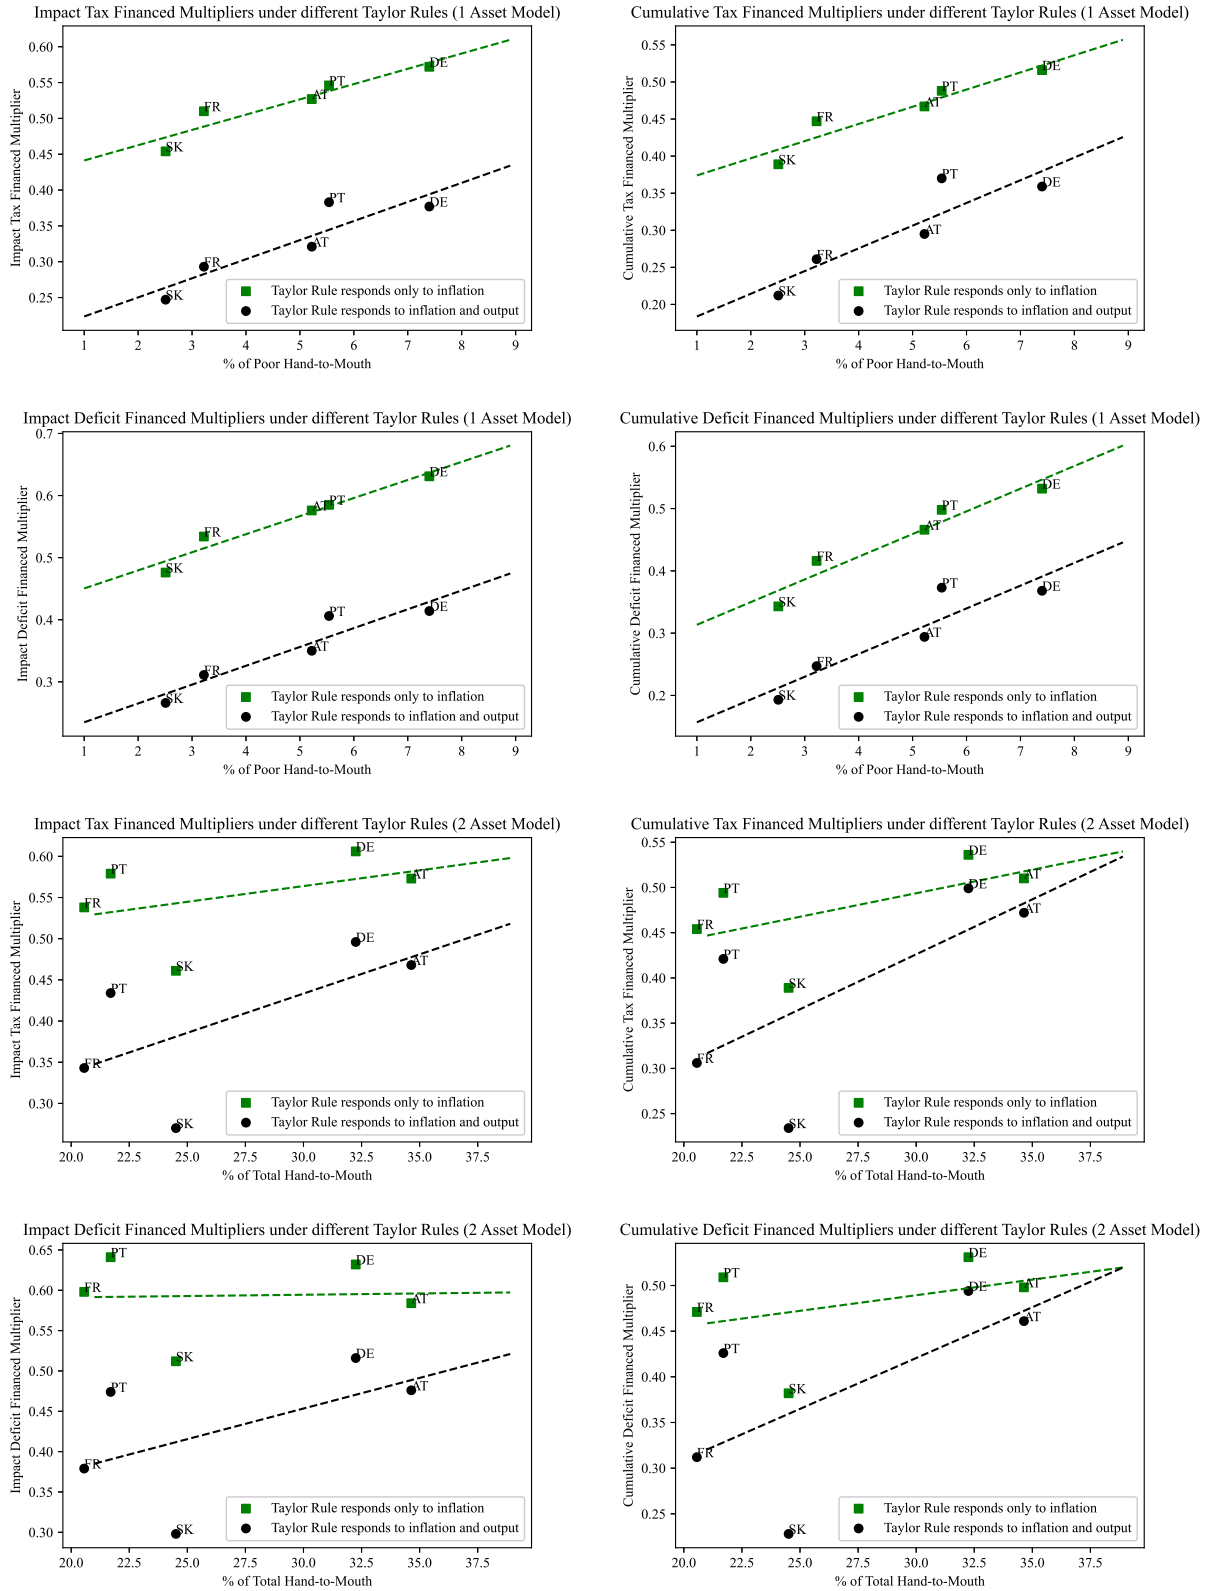 Impact Tax Financed Multipliers under different Taylor Rules (1 Asset Model)
Impact Tax Financed Multiplier
0.60
0.55
0.50
0.45
0.40
0.35
0.30
0.25
SK
FR
AT
PT
DE
SK
FR
AT
PT
DE
Taylor Rule responds only to inflation
Taylor Rule responds to inflation and output
1 2 3 4 5 6 7 8 9
% of Poor Hand-to-Mouth
Cumulative Tax Financed Multipliers under different Taylor Rules (1 Asset Model)
Cumulative Tax Financed Multiplier
0.55
0.50
0.45
0.40
0.35
0.30
0.25
0.20
SK
FR
AT
PT
DE
SK
FR
AT
PT
DE
Taylor Rule responds only to inflation
Taylor Rule responds to inflation and output
1 2 3 4 5 6 7 8 9
% of Poor Hand-to-Mouth
Impact Deficit Financed Multipliers under different Taylor Rules (1 Asset Model)
Impact Deficit Financed Multiplier
0.7
0.6
0.5
0.4
0.3
SK
FR
AT
PT
DE
SK
FR
AT
PT
DE
Taylor Rule responds only to inflation
Taylor Rule responds to inflation and output
1 2 3 4 5 6 7 8 9
% of Poor Hand-to-Mouth
Cumulative Deficit Financed Multipliers under different Taylor Rules (1 Asset Model)
Cumulative Deficit Financed Multiplier
0.6
0.5
0.4
0.3
0.2
SK
FR
AT
PT
DE
SK
FR
AT
PT
DE
Taylor Rule responds only to inflation
Taylor Rule responds to inflation and output
1 2 3 4 5 6 7 8 9
% of Poor Hand-to-Mouth
Impact Tax Financed Multipliers under different Taylor Rules (2 Asset Model)
Impact Tax Financed Multiplier
0.60
0.55
0.50
0.45
0.40
0.35
0.30
FR
PT
SK
DE
AT
FR
PT
SK
DE
AT
Taylor Rule responds only to inflation
Taylor Rule responds to inflation and output
20.0 22.5 25.0 27.5 30.0 32.5 35.0 37.5
% of Total Hand-to-Mouth
Cumulative Tax Financed Multipliers under different Taylor Rules (2 Asset Model)
Cumulative Tax Financed Multiplier
0.55
0.50
0.45
0.40
0.35
0.30
0.25
FR
PT
SK
DE
AT
FR
PT
SK
DE
AT
Taylor Rule responds only to inflation
Taylor Rule responds to inflation and output
20.0 22.5 25.0 27.5 30.0 32.5 35.0 37.5
% of Total Hand-to-Mouth
Impact Deficit Financed Multipliers under different Taylor Rules (2 Asset Model)
Impact Deficit Financed Multiplier
0.65
0.60
0.55
0.50
0.45
0.40
0.35
0.30
FR
PT
SK
DE
AT
FR
PT
SK
DE
AT
Taylor Rule responds only to inflation
Taylor Rule responds to inflation and output
20.0 22.5 25.0 27.5 30.0 32.5 35.0 37.5
% of Total Hand-to-Mouth
Cumulative Deficit Financed Multipliers under different Taylor Rules (2 Asset Model)
Cumulative Deficit Financed Multiplier
0.50
0.45
0.40
0.35
0.30
0.25
FR
PT
SK
DE
AT
FR
PT
SK
DE
AT
Taylor Rule responds only to inflation
Taylor Rule responds to inflation and output
20.0 22.5 25.0 27.5 30.0 32.5 35.0 37.5
% of Total Hand-to-Mouth